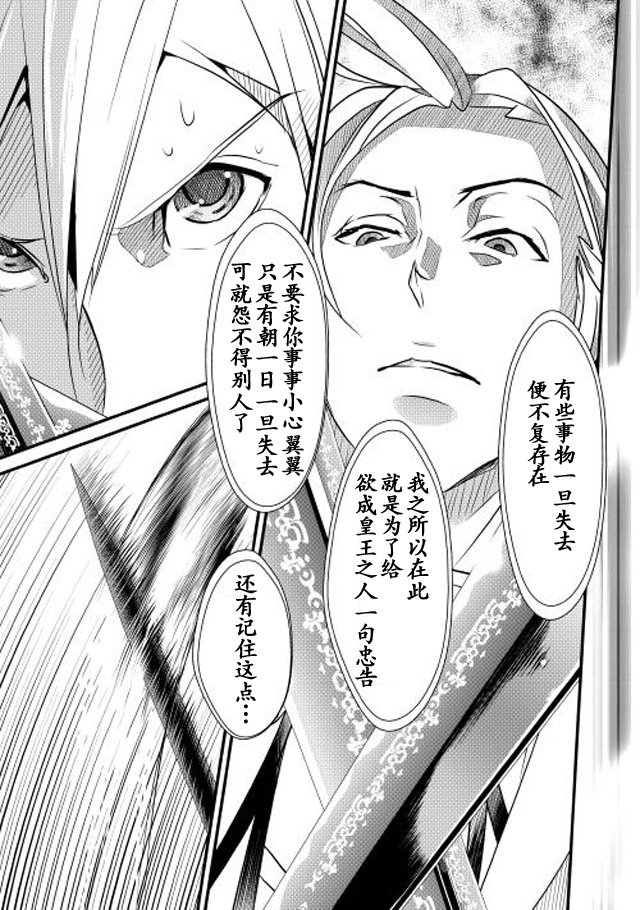 有些事物一旦失去
便不复存在
我之所以在此
就是为了给
欲成皇王之人一句忠告
不要求你事事小心翼翼
只是有朝一日一旦失去
可就怨不得别人了
还有记住这点…